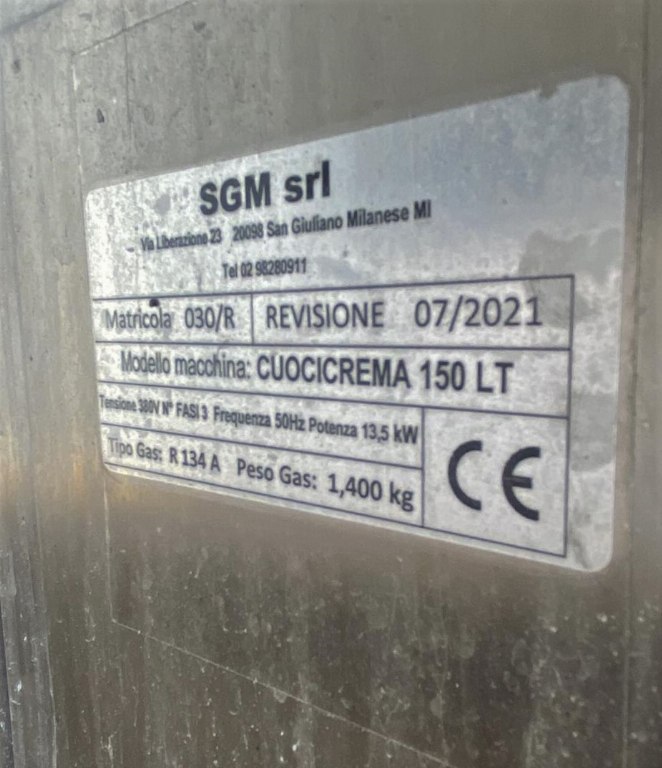 SGM srl
Via Liberazione 23 20098 San Giuliano Milanese MI
Tel 02 98280911
Matricola 030/R REVISIONE 07/2021
Modello macchina: CUOCICREMA 150 LT
Tensione 380V N° FASI 3 Frequenza 50Hz Potenza 13,5 kW
Tipo Gas: R 134 A Peso Gas: 1,400 kg
CE